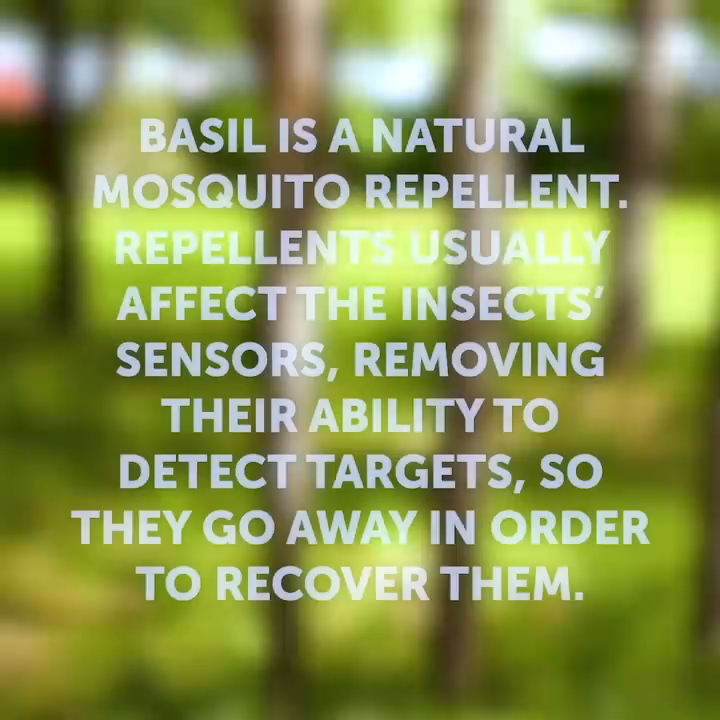 BASIL IS A NATURAL
MOSQUITO REPELLENT.
REPELLENTS USUALLY
AFFECT THE INSECTS’
SENSORS, REMOVING
THEIR ABILITY TO
DETECT TARGETS, SO
THEY GO AWAY IN ORDER
TO RECOVER THEM.